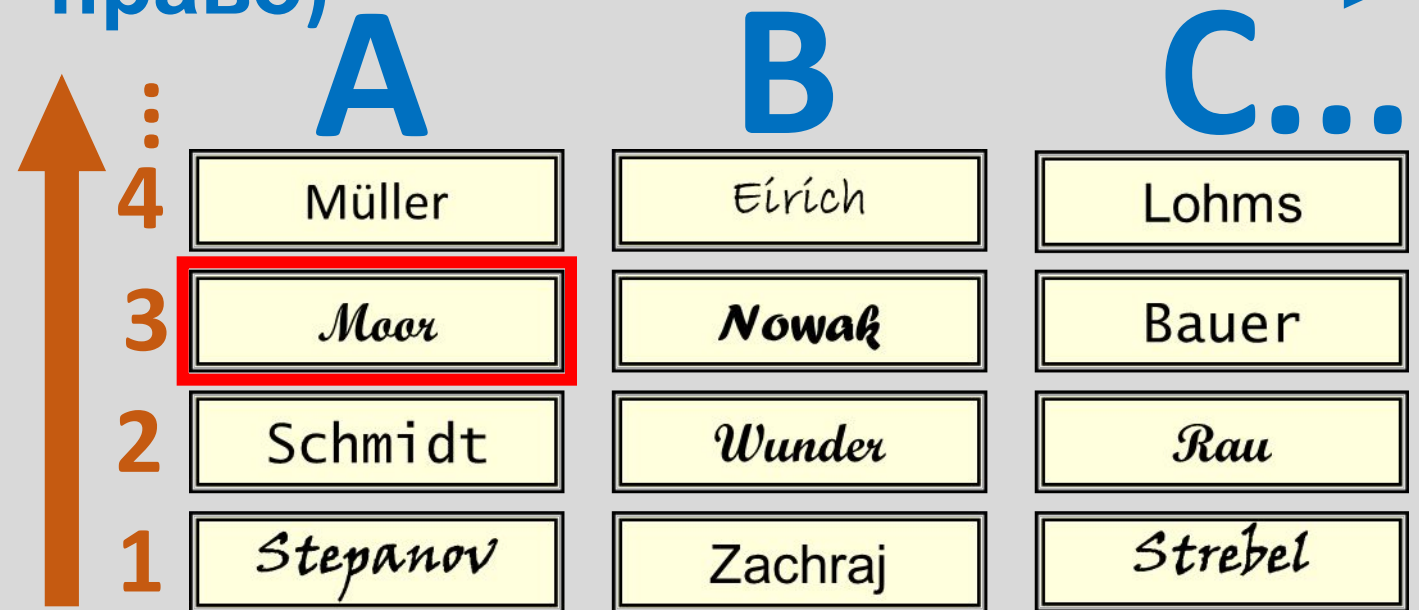 право)
A B C...
4 Müller Eirich Lohms
3 Moor Nowak Bauer
2 Schmidt Wunder Rau
1 Stepanov Zachraj Strebel